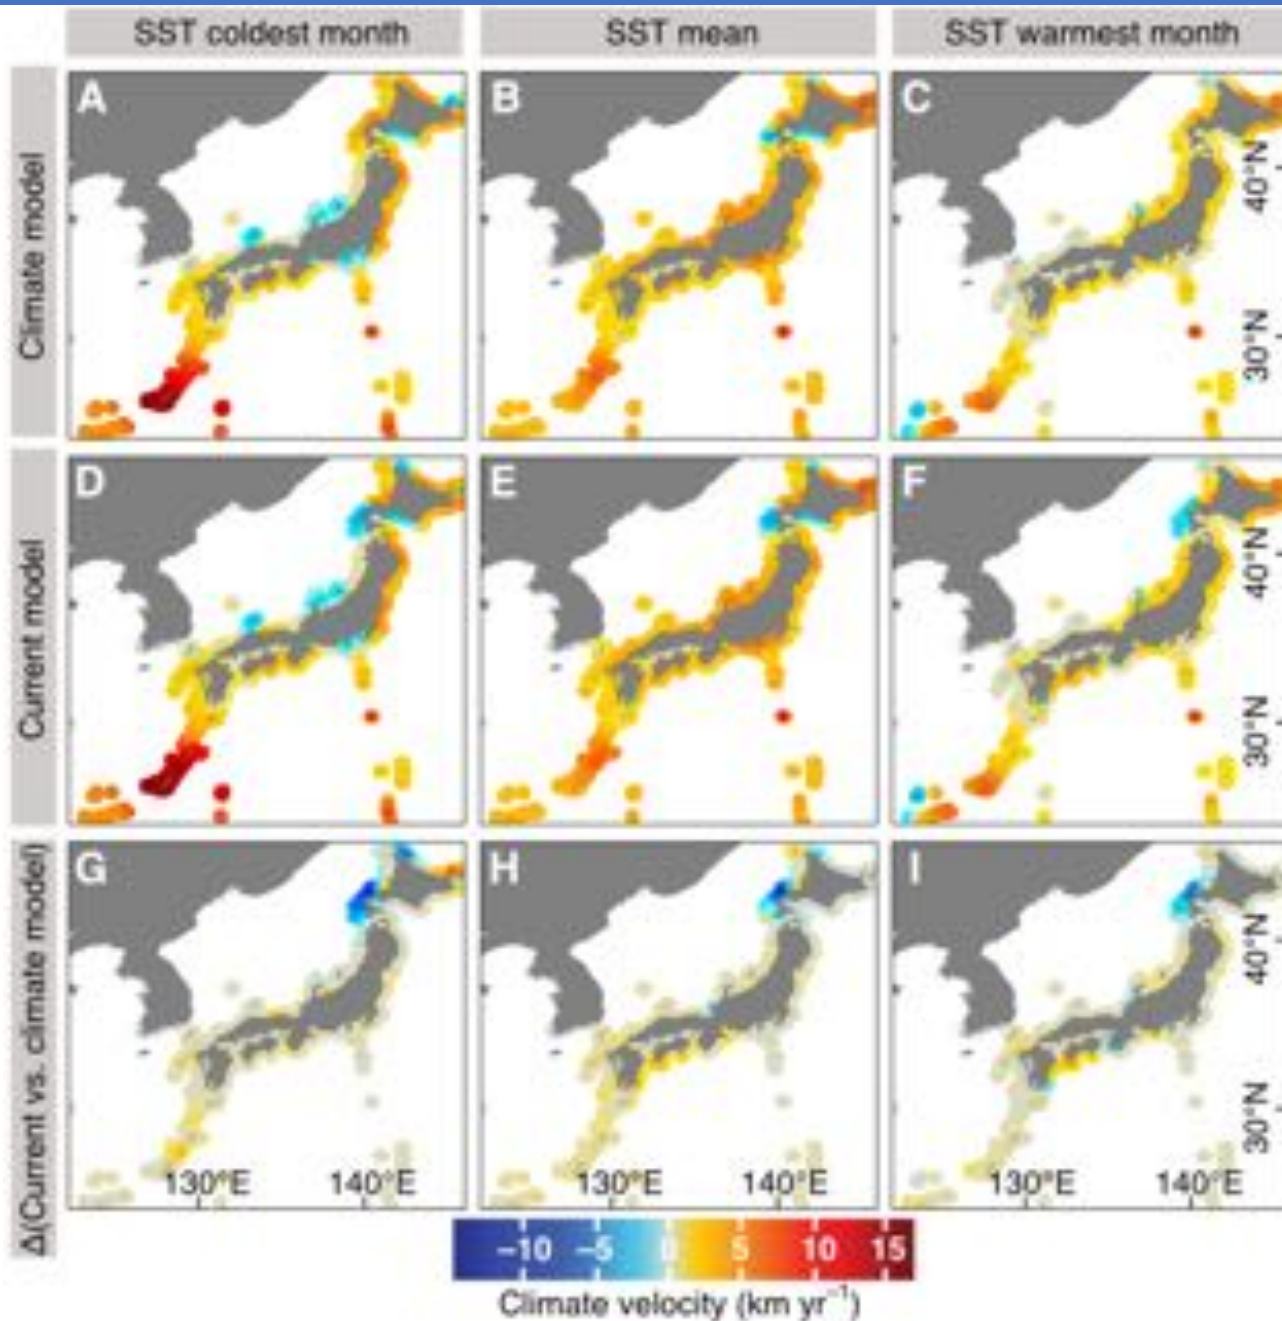 SST coldest month
SST mean
SST warmest month
Climate model
A
B
C
40°N
30°N
Current model
D
E
F
40°N
30°N
Δ(Current vs. climate model)
G
H
I
40°N
30°N
130°E
140°E
130°E
140°E
130°E
140°E
−10
−5
0
5
10
15
Climate velocity (km yr⁻¹)